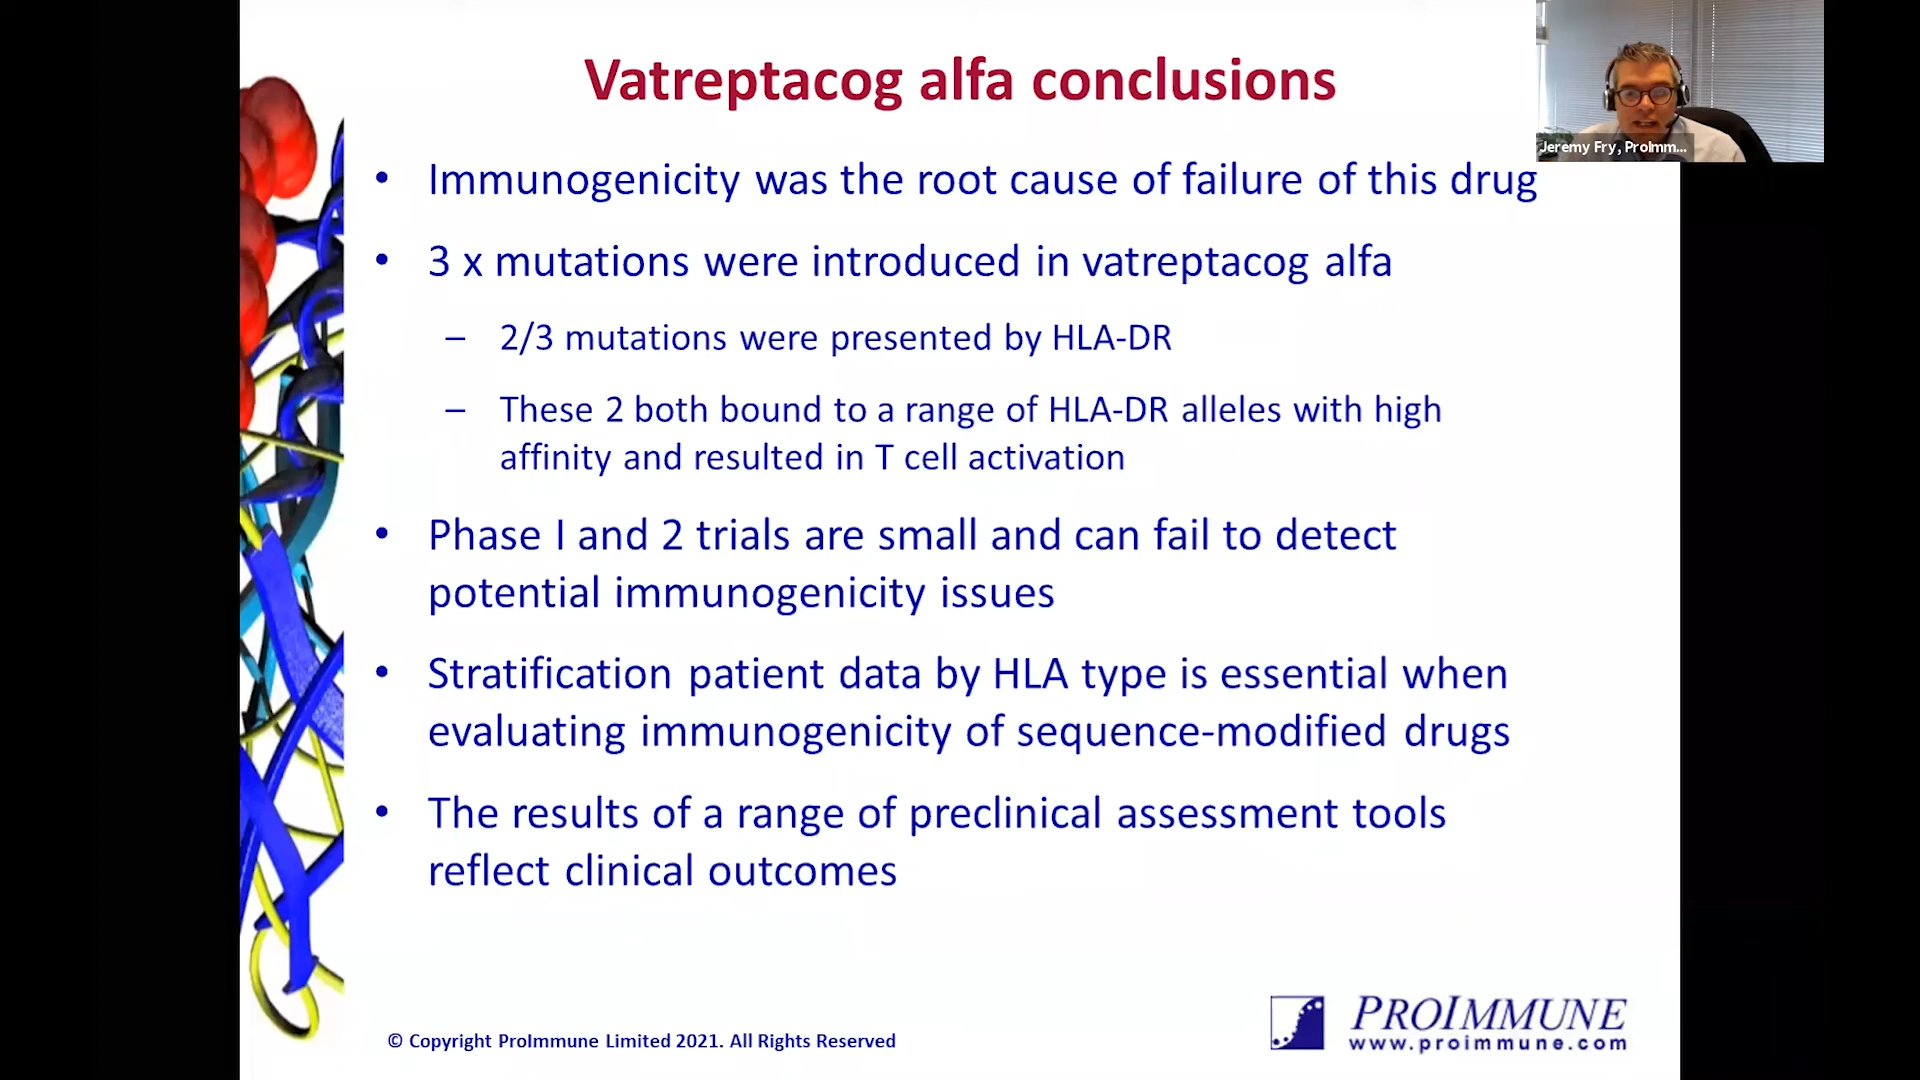 Vatreptacog alfa conclusions
Jeremy Fry, ProImm...
• Immunogenicity was the root cause of failure of this drug
• 3 x mutations were introduced in vatreptacog alfa
– 2/3 mutations were presented by HLA-DR
– These 2 both bound to a range of HLA-DR alleles with high
affinity and resulted in T cell activation
• Phase I and 2 trials are small and can fail to detect
potential immunogenicity issues
• Stratification patient data by HLA type is essential when
evaluating immunogenicity of sequence-modified drugs
• The results of a range of preclinical assessment tools
reflect clinical outcomes
© Copyright ProImmune Limited 2021. All Rights Reserved
PROIMMUNE
www.proimmune.com